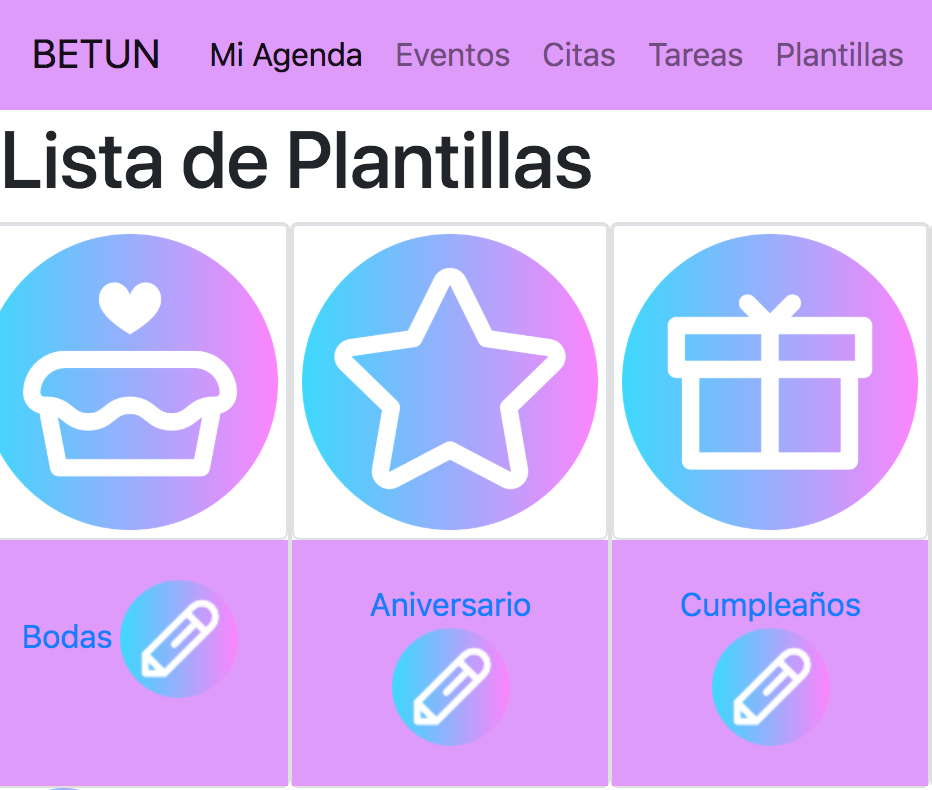 BETUN Mi Agenda Eventos Citas Tareas Plantillas
Lista de Plantillas
Bodas
Aniversario
Cumpleaños